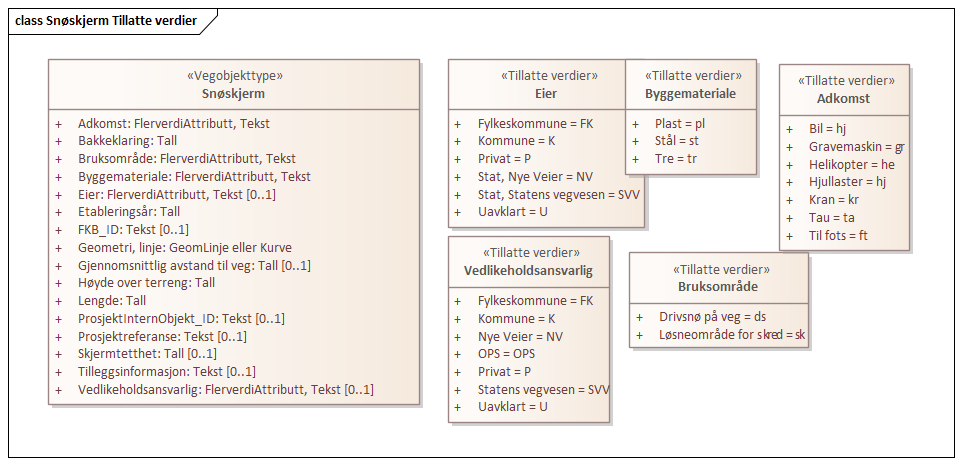 class Snøskjerm Tillatte verdier
«Vegobjekttype»
Snøskjerm
+ Adkomst: FlerverdiAttributt, Tekst
+ Bakkeklaring: Tall
+ Bruksområde: FlerverdiAttributt, Tekst
+ Byggemateriale: FlerverdiAttributt, Tekst
+ Eier: FlerverdiAttributt, Tekst [0..1]
+ Etableringsår: Tall
+ FKB_ID: Tekst [0..1]
+ Geometri, linje: GeomLinje eller Kurve
+ Gjennomsnittlig avstand til veg: Tall [0..1]
+ Høyde over terreng: Tall
+ Lengde: Tall
+ ProsjektInternObjekt_ID: Tekst [0..1]
+ Prosjektreferanse: Tekst [0..1]
+ Skjermtetthet: Tall [0..1]
+ Tilleggsinformasjon: Tekst [0..1]
+ Vedlikeholdsansvarlig: FlerverdiAttributt, Tekst [0..1]
«Tillatte verdier»
Eier
+ Fylkeskommune = FK
+ Kommune = K
+ Privat = P
+ Stat, Nye Veier = NV
+ Stat, Statens vegvesen = SVV
+ Uavklart = U
«Tillatte verdier»
Byggemateriale
+ Plast = pl
+ Stål = st
+ Tre = tr
«Tillatte verdier»
Adkomst
+ Bil = hj
+ Gravemaskin = gr
+ Helikopter = he
+ Hjullaster = hj
+ Kran = kr
+ Tau = ta
+ Til fots = ft
«Tillatte verdier»
Vedlikeholdsansvarlig
+ Fylkeskommune = FK
+ Kommune = K
+ Nye Veier = NV
+ OPS = OPS
+ Privat = P
+ Statens vegvesen = SVV
+ Uavklart = U
«Tillatte verdier»
Bruksområde
+ Drivsnø på veg = ds
+ Løsneområde for skred = sk